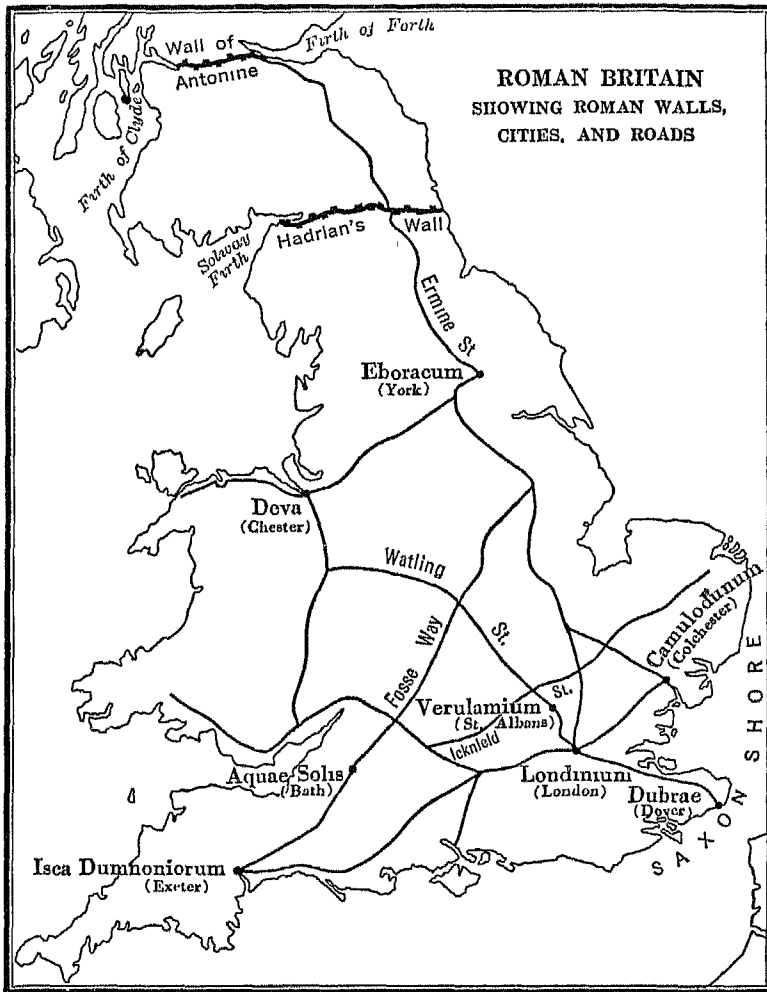 ROMAN BRITAIN
SHOWING ROMAN WALLS,
CITIES, AND ROADS
Wall of
Antonine
Firth of Forth
Firth of Clyde
Hadrian's Wall
Solway
Firth
Ermine St
Eboracum
(York)
Deva
(Chester)
Watling St.
Fosse Way
Camulodunum
(Colchester)
Verulamium
(St. Albans)
Icknield St.
Aquae Solis
(Bath)
Londinium
(London)
Dubrae
(Dover)
SAXON SHORE
Isca Dumnoniorum
(Exeter)